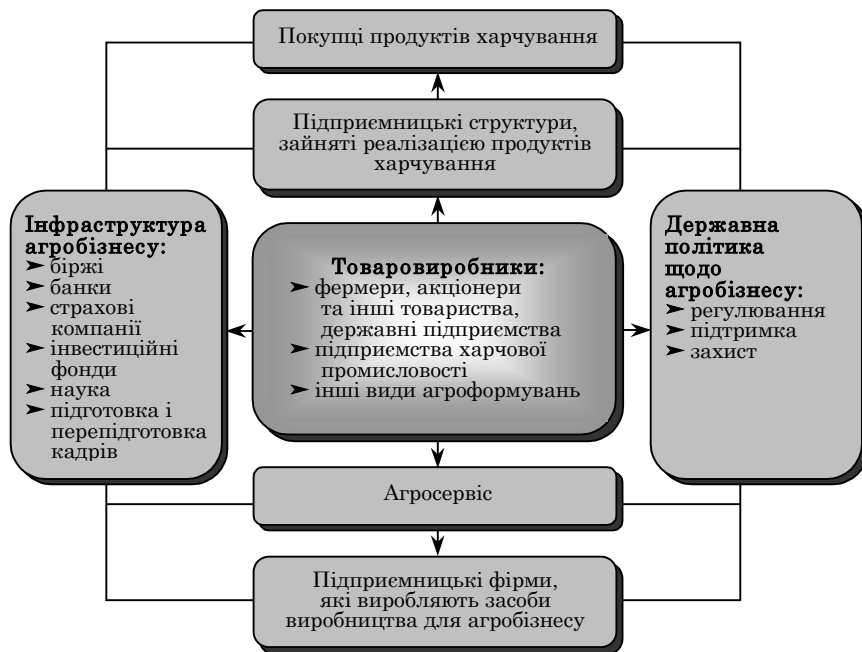 Покупці продуктів харчування
Підприємницькі структури,
зайняті реалізацією продуктів
харчування
Інфраструктура
агробізнесу:
➤ біржі
➤ банки
➤ страхові
компанії
➤ інвестиційні
фонди
➤ наука
➤ підготовка і
перепідготовка
кадрів
Товаровиробники:
➤ фермери, акціонери
та інші товариства,
державні підприємства
➤ підприємства харчової
промисловості
➤ інші види агроформувань
Державна
політика
щодо
агробізнесу:
➤ регулювання
➤ підтримка
➤ захист
Агросервіс
Підприємницькі фірми,
які виробляють засоби
виробництва для агробізнесу